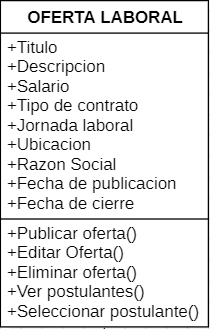 OFERTA LABORAL
+Titulo
+Descripcion
+Salario
+Tipo de contrato
+Jornada laboral
+Ubicacion
+Razon Social
+Fecha de publicacion
+Fecha de cierre
+Publicar oferta()
+Editar Oferta()
+Eliminar oferta()
+Ver postulantes()
+Seleccionar postulante()